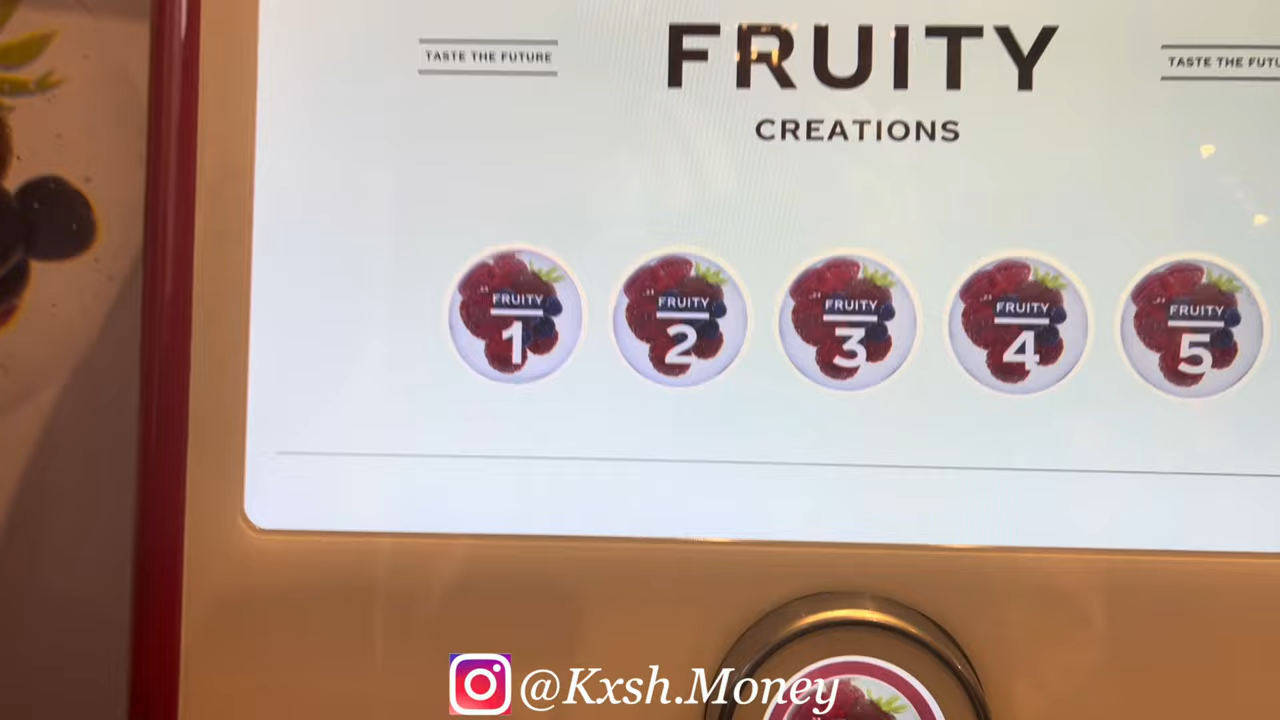 FRUITY
TASTE THE FUTURE
TASTE THE FUTU
CREATIONS
FRUITY
1
FRUITY
2
FRUITY
3
FRUITY
4
FRUITY
5
@Kxsh.Money